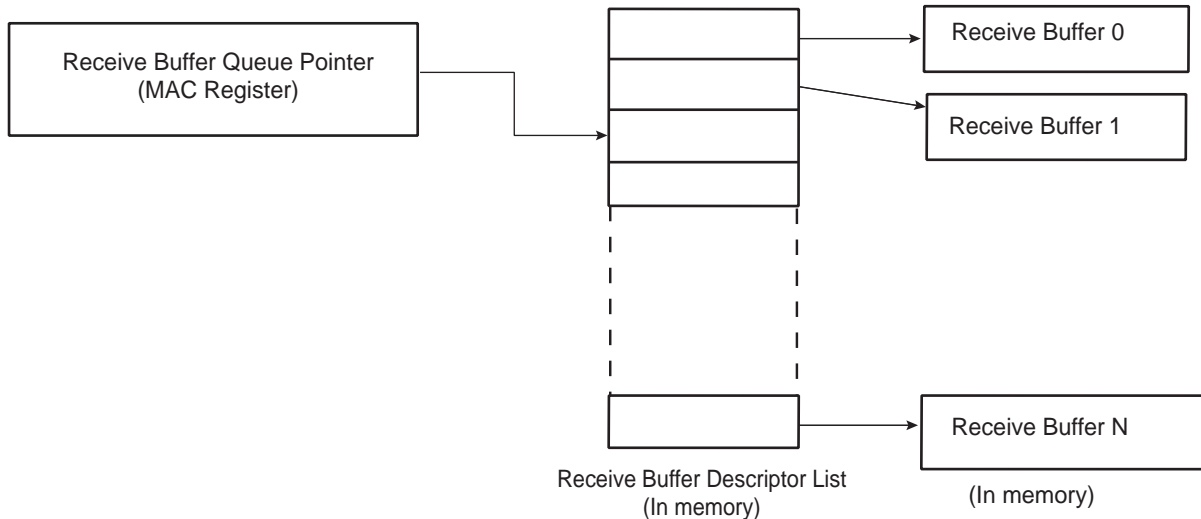 Receive Buffer Queue Pointer
(MAC Register)
Receive Buffer 0
Receive Buffer 1
Receive Buffer N
Receive Buffer Descriptor List
(In memory)
(In memory)